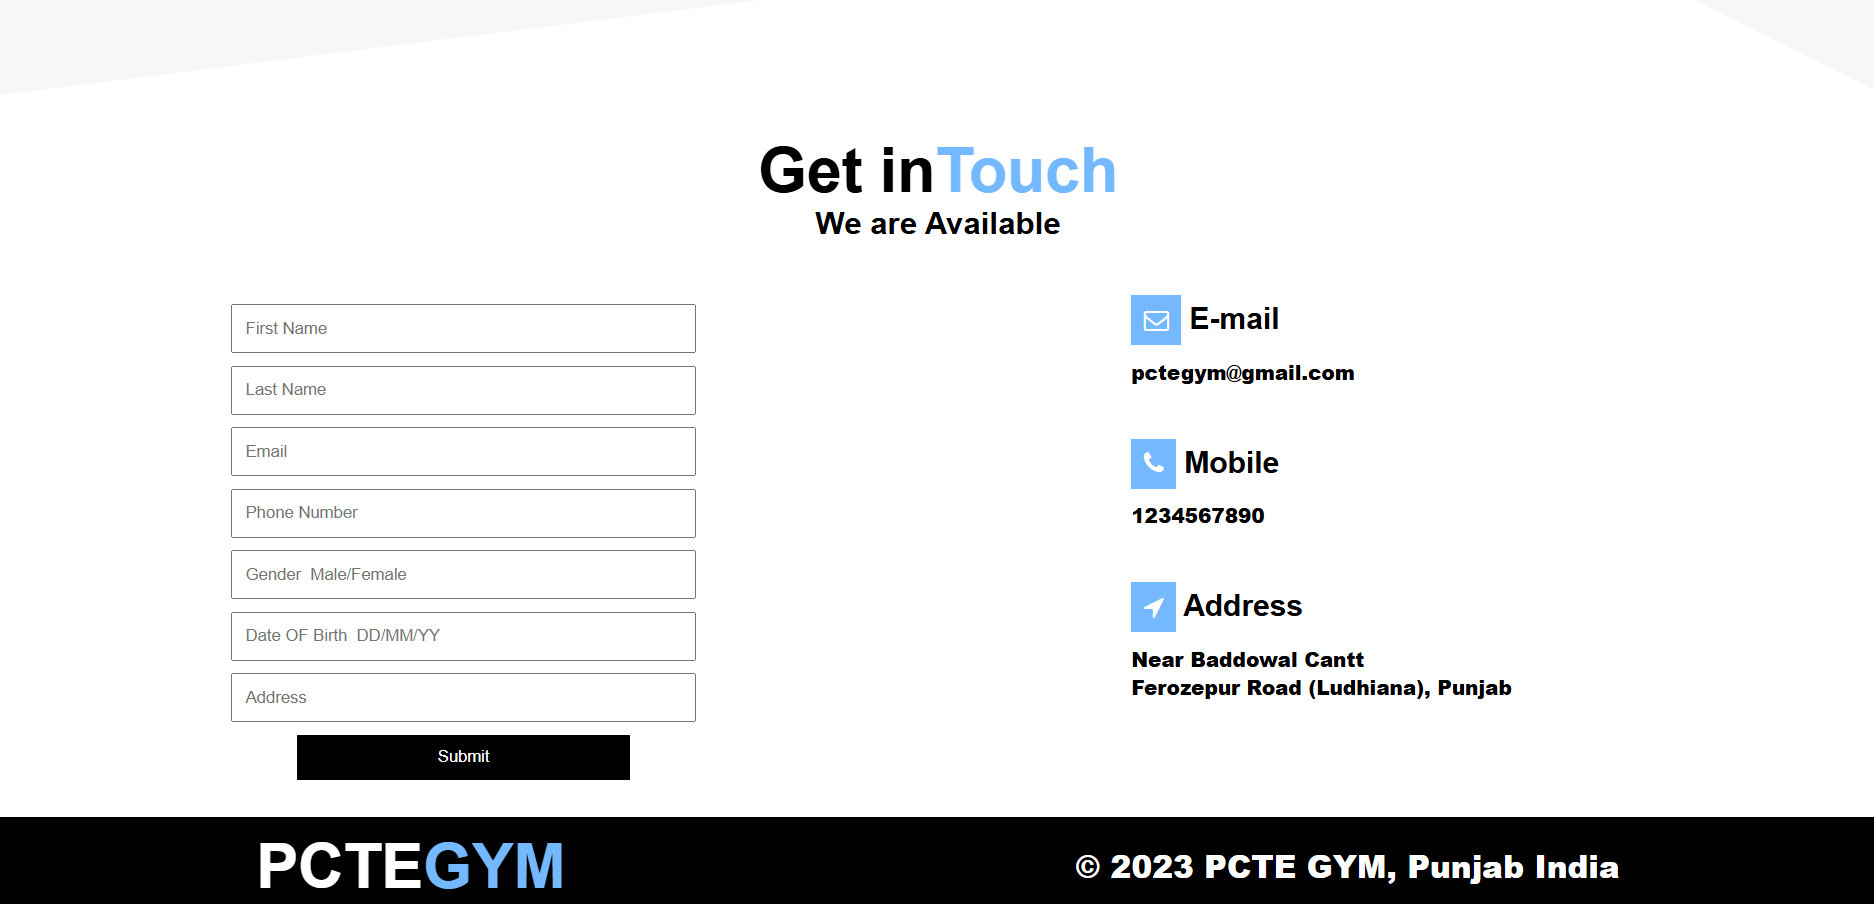 Get inTouch
We are Available
First Name
Last Name
Email
Phone Number
Gender  Male/Female
Date OF Birth  DD/MM/YY
Address
Submit
E-mail
pctegym@gmail.com
Mobile
1234567890
Address
Near Baddowal Cantt
Ferozepur Road (Ludhiana), Punjab
PCTEGYM
© 2023 PCTE GYM, Punjab India